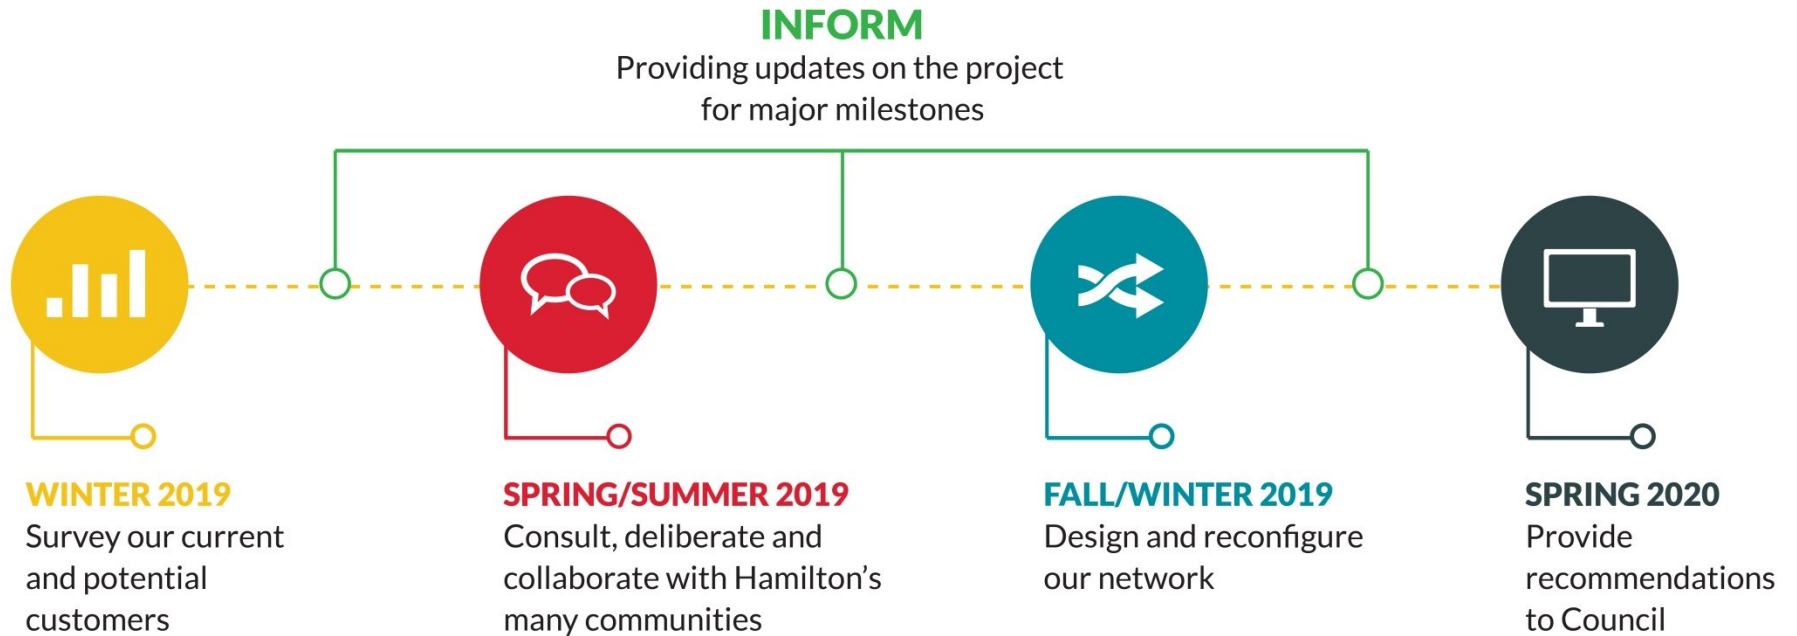 INFORM
Providing updates on the project
for major milestones
WINTER 2019
Survey our current
and potential
customers
SPRING/SUMMER 2019
Consult, deliberate and
collaborate with Hamilton’s
many communities
FALL/WINTER 2019
Design and reconfigure
our network
SPRING 2020
Provide
recommendations
to Council